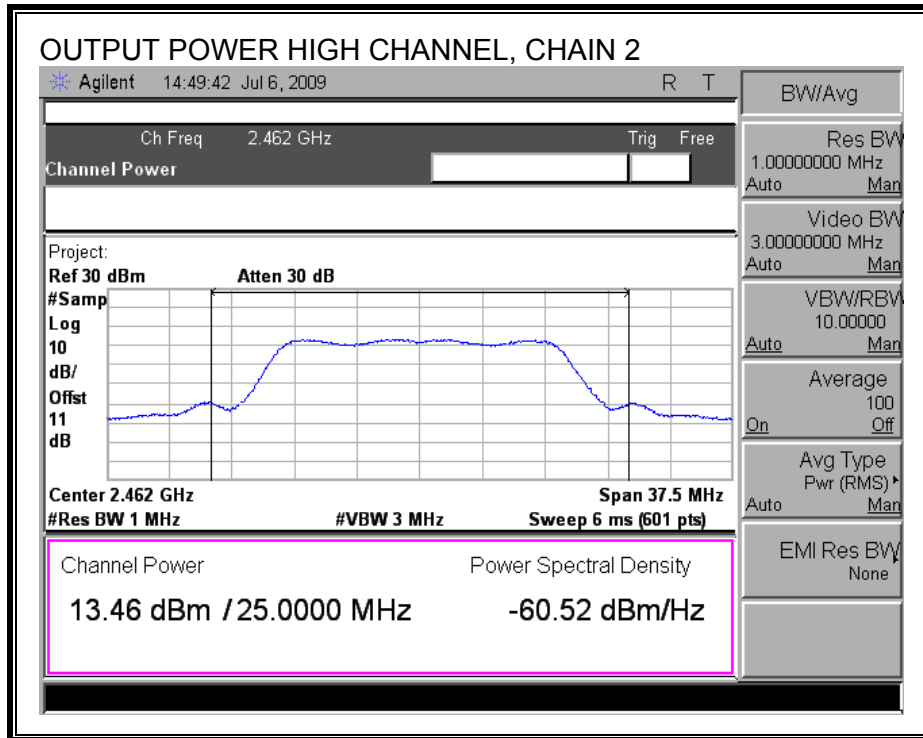 OUTPUT POWER HIGH CHANNEL, CHAIN 2
Agilent 14:49:42 Jul 6, 2009 R T
Ch Freq 2.462 GHz Trig Free
Channel Power
Project:
Ref 30 dBm Atten 30 dB
#Samp
Log
10
dB/
Offst
11
dB
Center 2.462 GHz Span 37.5 MHz
#Res BW 1 MHz #VBW 3 MHz Sweep 6 ms (601 pts)
Channel Power Power Spectral Density
13.46 dBm / 25.0000 MHz -60.52 dBm/Hz
BW/Avg
Res BW
1.00000000 MHz
Auto Man
Video BW
3.00000000 MHz
Auto Man
VBW/RBW
10.00000
Auto Man
Average
100
On Off
Avg Type
Pwr (RMS)
Auto Man
EMI Res BW
None